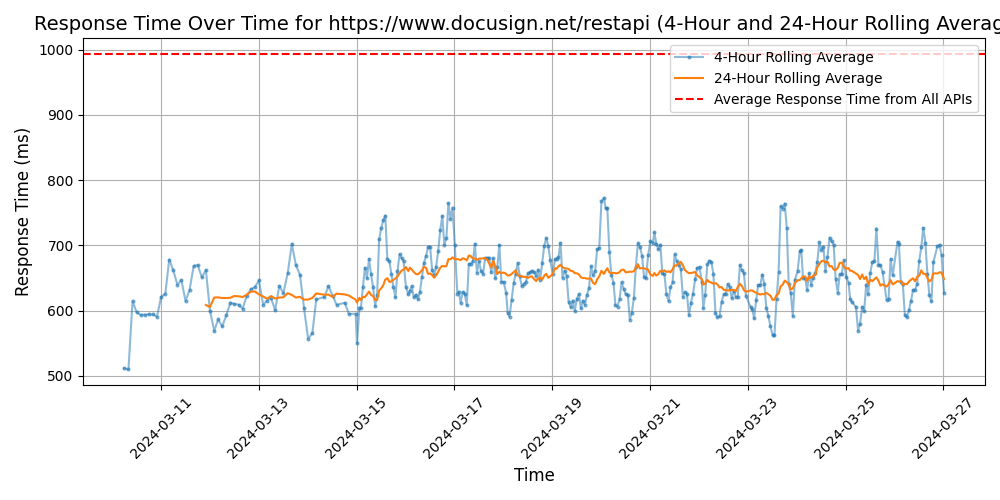 Response Time Over Time for https://www.docusign.net/restapi (4-Hour and 24-Hour Rolling Averag
1000
900
800
700
600
500
Response Time (ms)
4-Hour Rolling Average
24-Hour Rolling Average
Average Response Time from All APIs
2024-03-11
2024-03-13
2024-03-15
2024-03-17
2024-03-19
2024-03-21
2024-03-23
2024-03-25
2024-03-27
Time